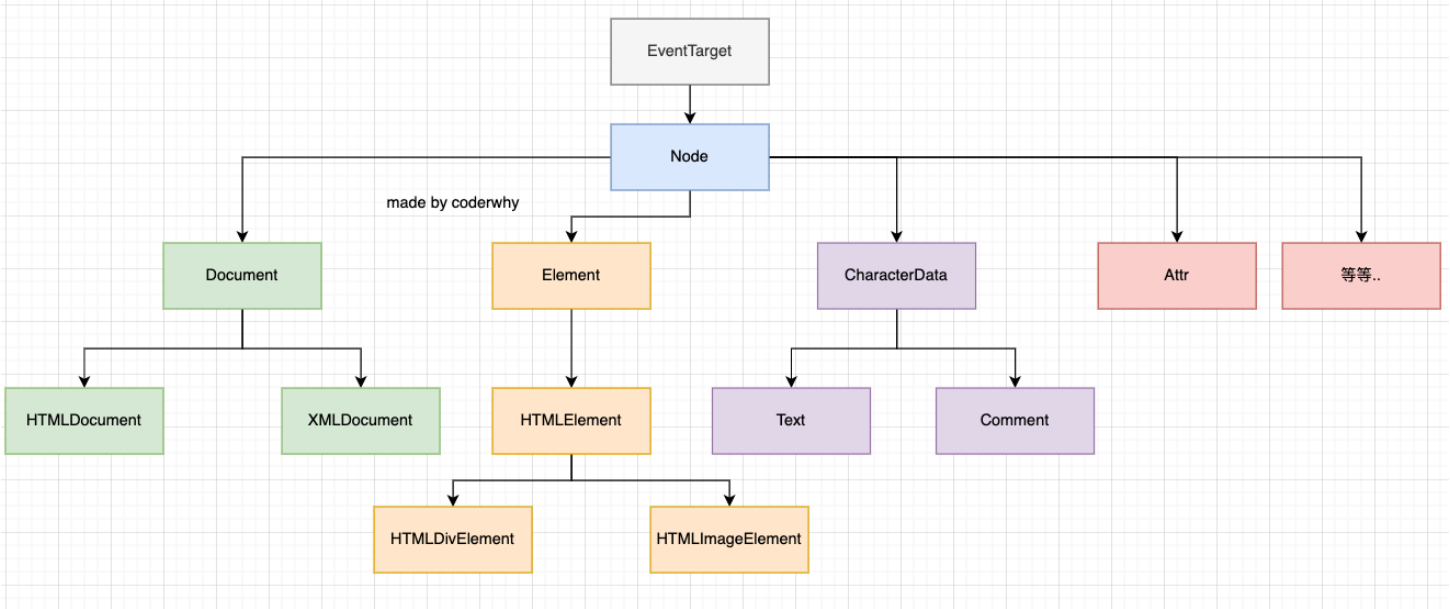 EventTarget
Node
made by coderwhy
Document
Element
CharacterData
Attr
等等..
HTMLDocument
XMLDocument
HTMLElement
Text
Comment
HTMLDivElement
HTMLImageElement